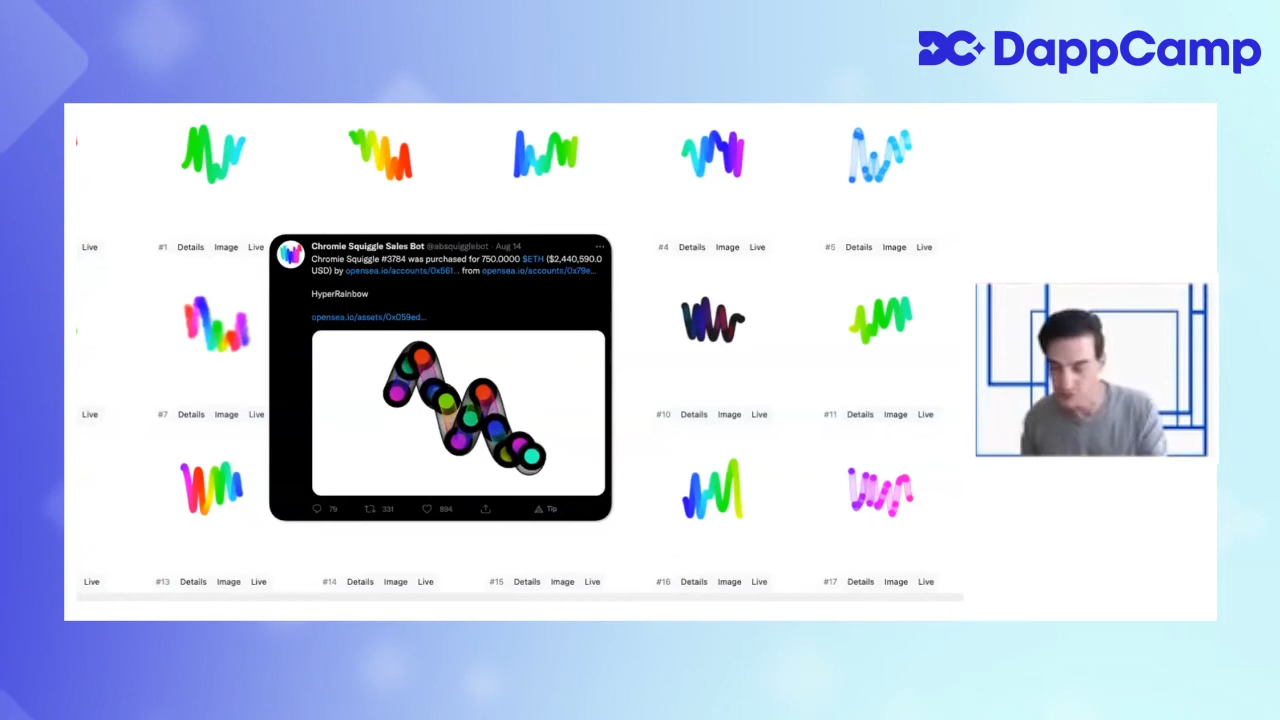 DappCamp
Live
#1 Details Image Live
#4 Details Image Live
#5 Details Image Live
Chromie Squiggle Sales Bot @absquigglebot · Aug 14
Chromie Squiggle #3784 was purchased for 750.0000 $ETH ($2,440,590.0
USD) by opensea.io/accounts/0x561... from opensea.io/accounts/0x79e...
HyperRainbow
opensea.io/assets/0x059ed...
Live
#7 Details Image Live
#10 Details Image Live
#11 Details Image Live
79 331 894 Tip
Live
#13 Details Image Live
#14 Details Image Live
#15 Details Image Live
#16 Details Image Live
#17 Details Image Live